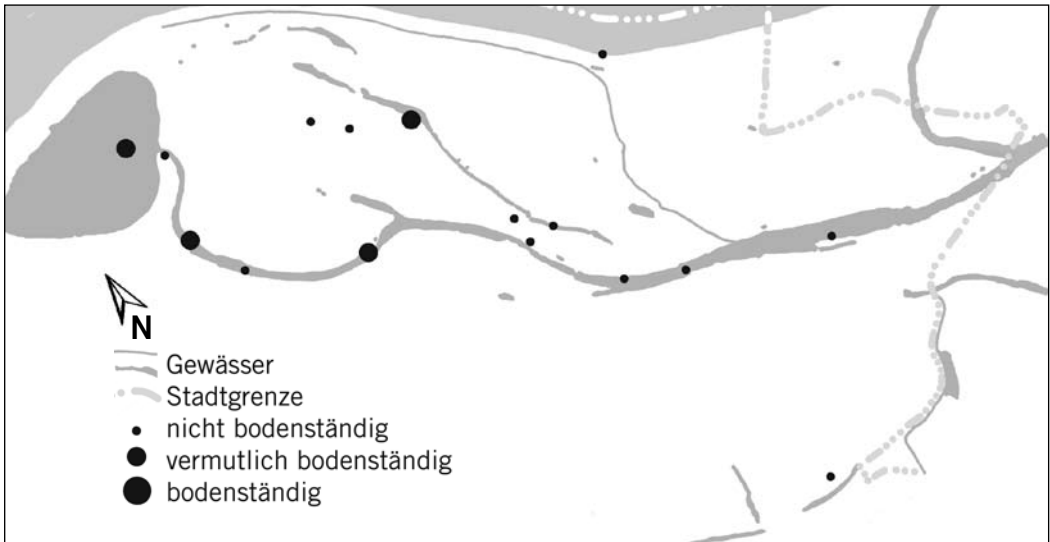 N
Gewässer
Stadtgrenze
nicht bodenständig
vermutlich bodenständig
bodenständig